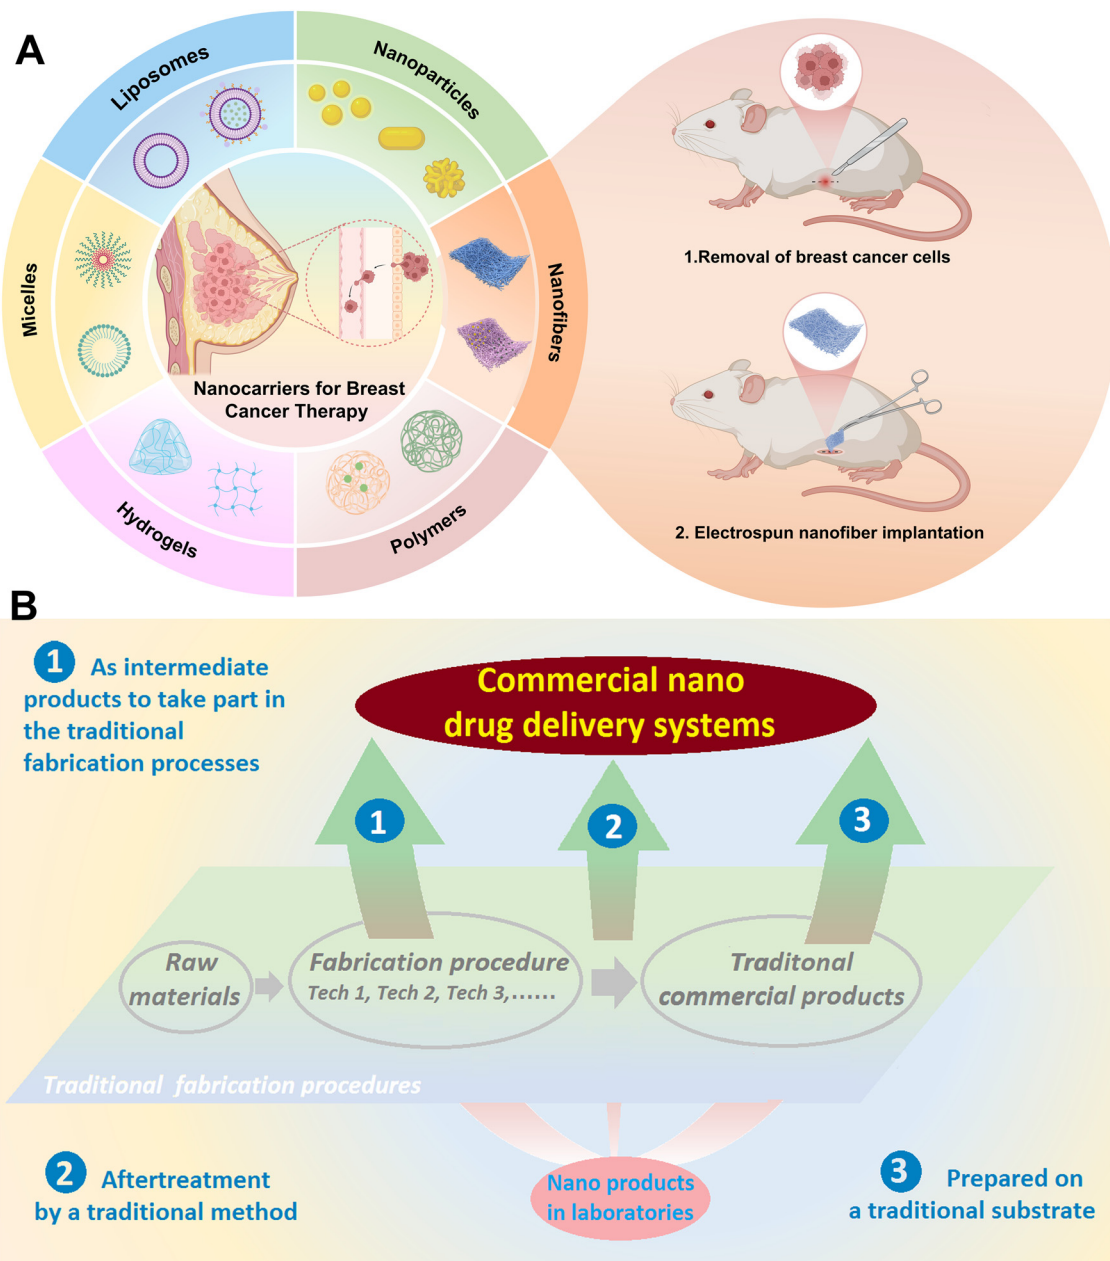 A
Liposomes
Nanoparticles
Micelles
Nanofibers
Hydrogels
Polymers
Nanocarriers for Breast
Cancer Therapy
1.Removal of breast cancer cells
2. Electrospun nanofiber implantation
B
1 As intermediate
products to take part in
the traditional
fabrication processes
Commercial nano
drug delivery systems
1
2
3
Raw
materials
Fabrication procedure
Tech 1, Tech 2, Tech 3,......
Traditonal
commercial products
Traditional fabrication procedures
2 Aftertreatment
by a traditional method
Nano products
in laboratories
3 Prepared on
a traditional substrate